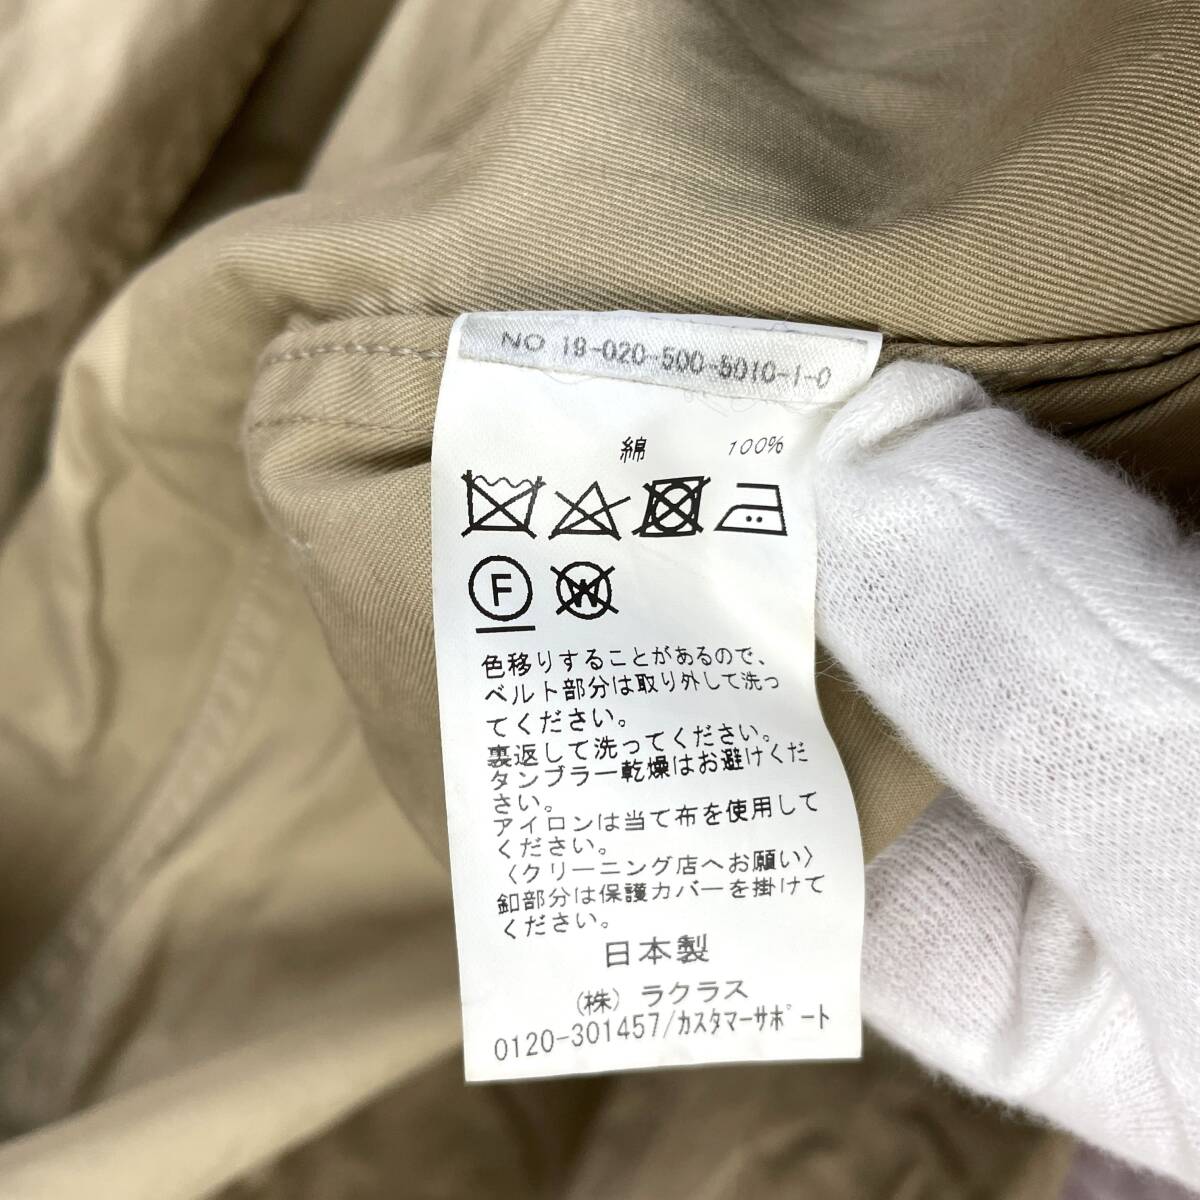 NO 19-020-500-5010-1-0
綿 100%
F W
色移りすることがあるので、
ベルト部分は取り外して洗っ
てください。
裏返して洗ってください。
タンブラー乾燥はお避けくだ
さい。
アイロンは当て布を使用して
ください。
〈クリーニング店へお願い〉
釦部分は保護カバーを掛けて
ください。
日本製
(株) ラクラス
0120-301457/カスタマーサポート